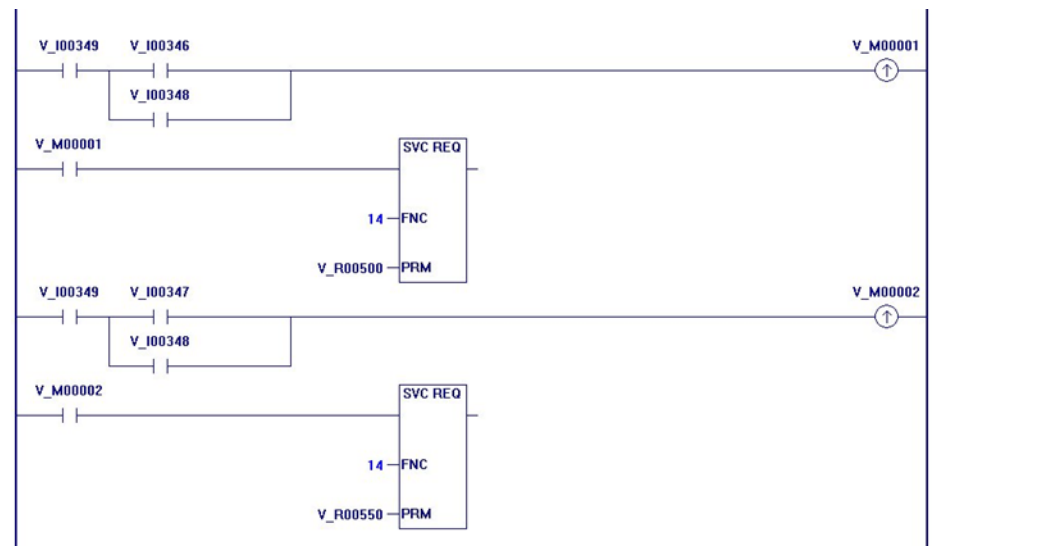 V_I00349 V_I00346 V_M00001
V_I00348
V_M00001 SVC REQ
14 FNC
V_R00500 PRM
V_I00349 V_I00347 V_M00002
V_I00348
V_M00002 SVC REQ
14 FNC
V_R00550 PRM